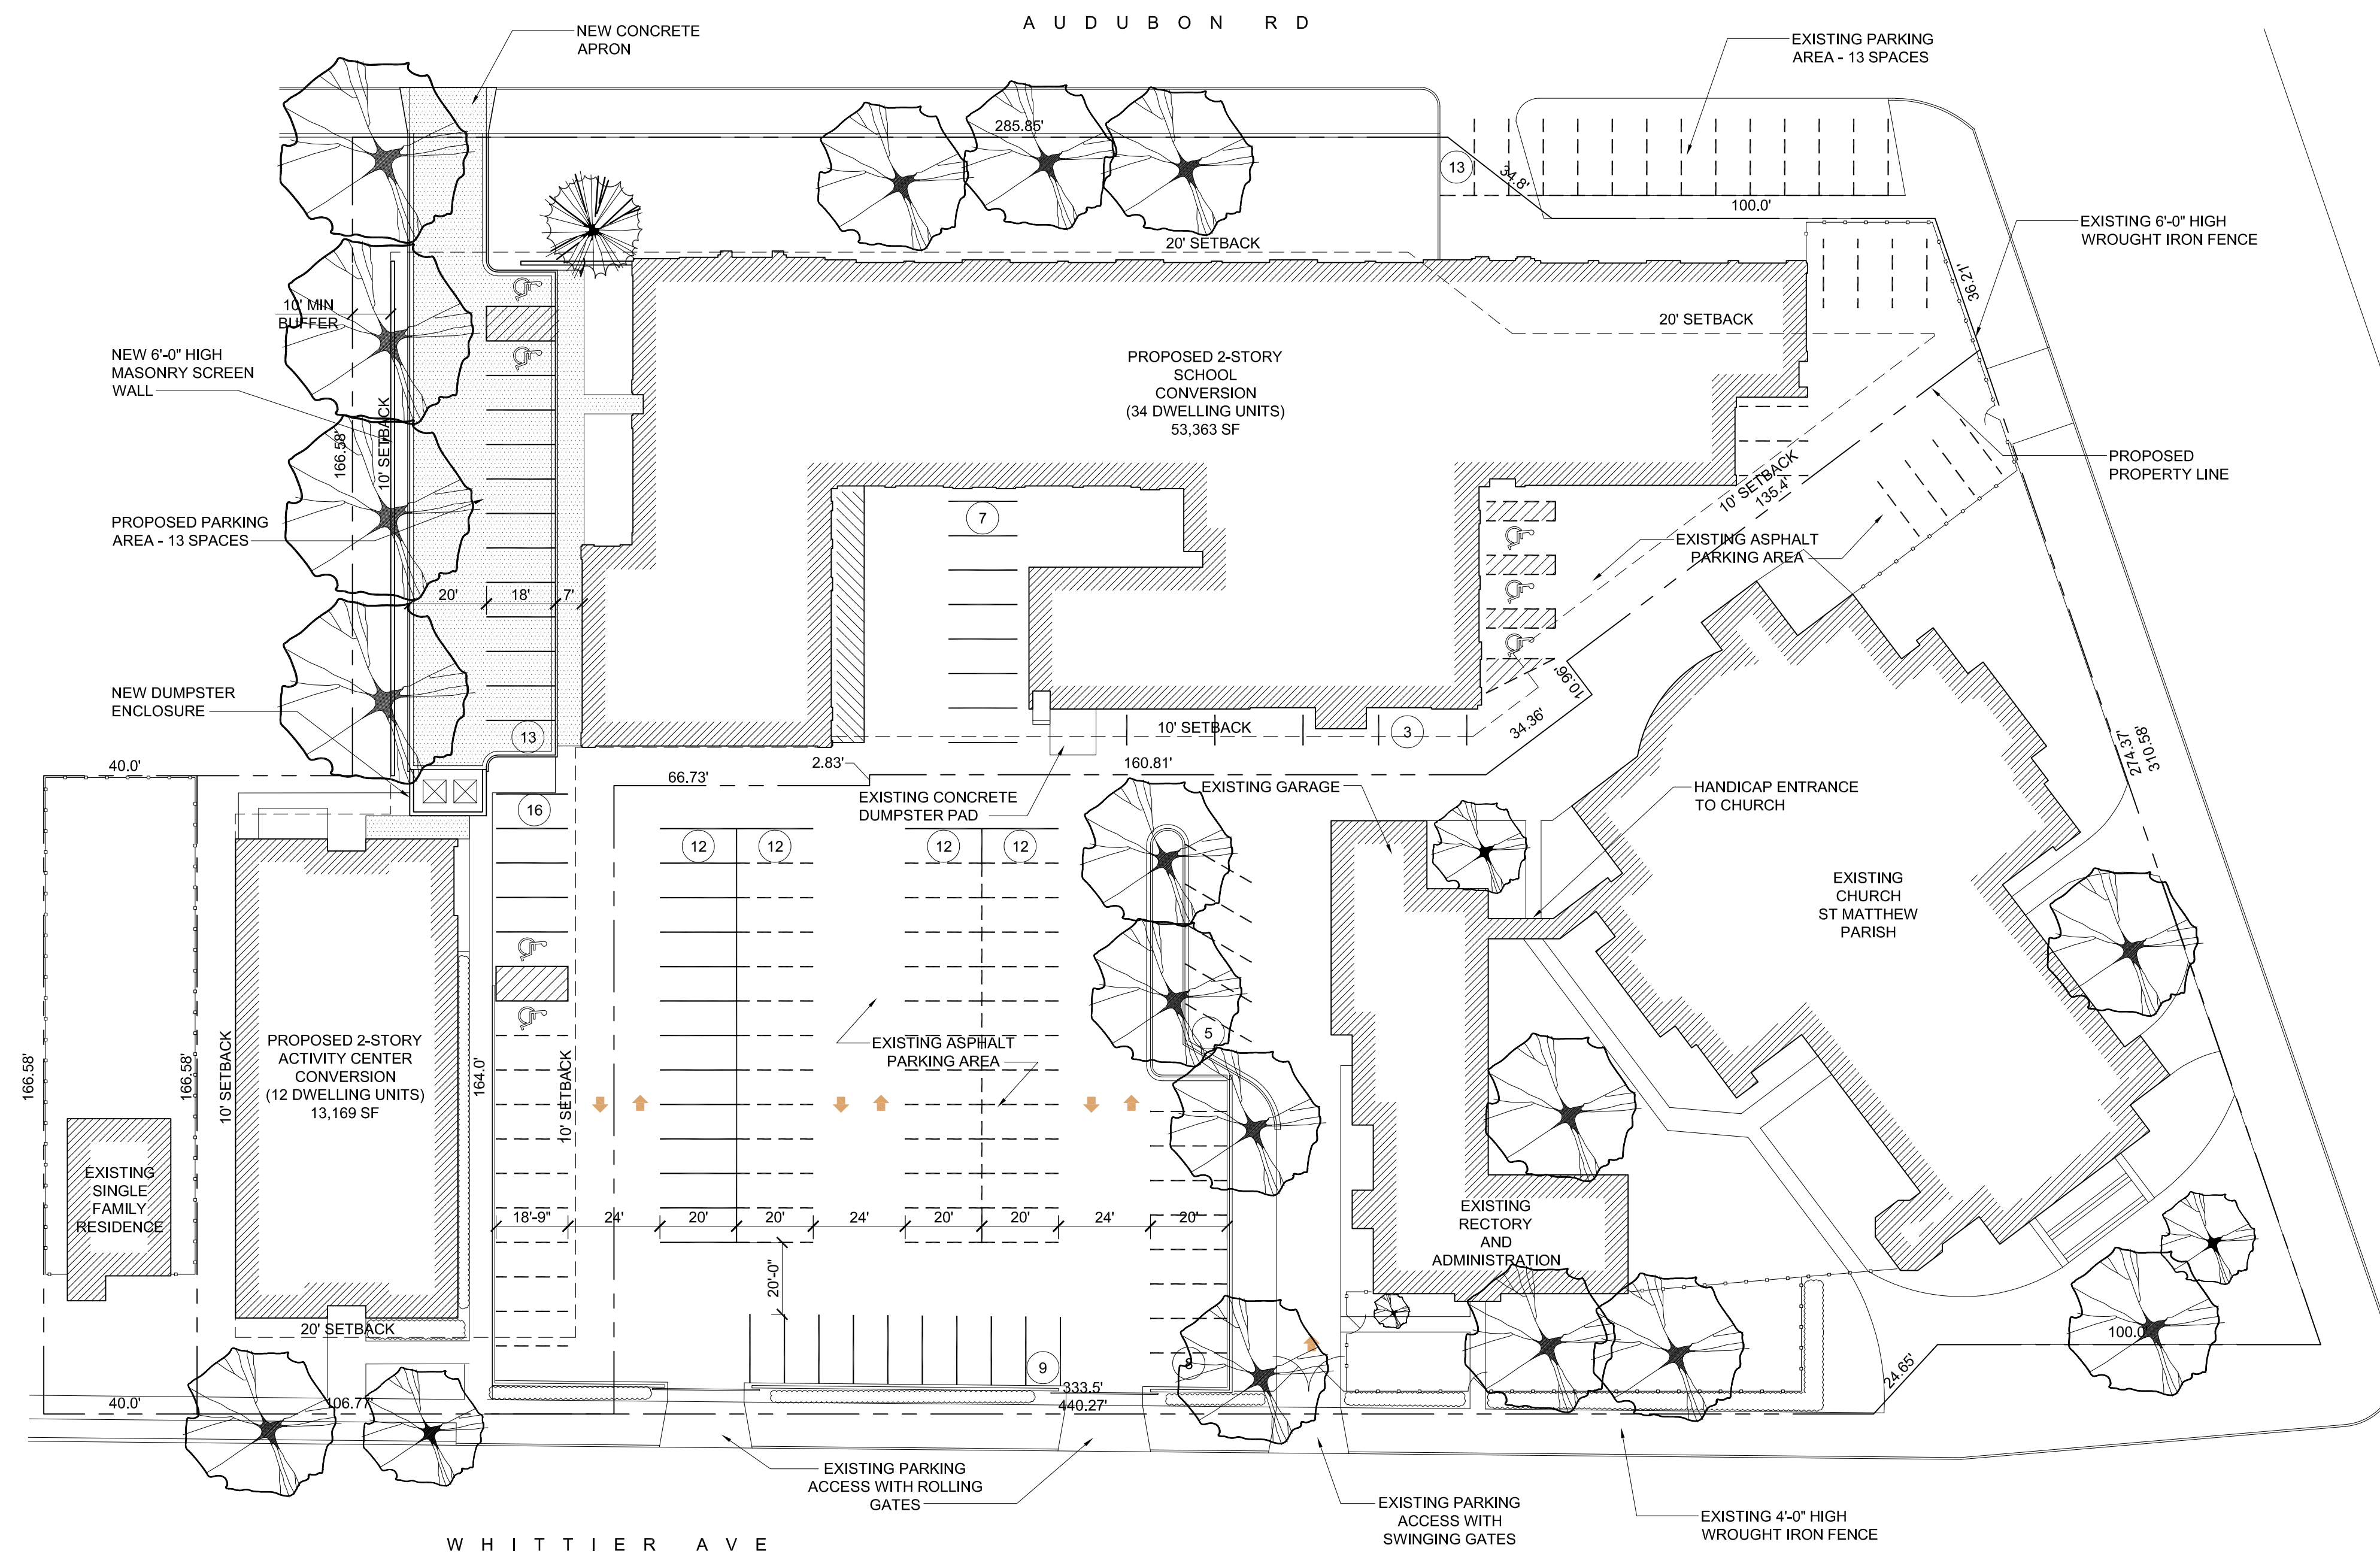 AUDUBON RD
NEW CONCRETE
APRON
EXISTING PARKING
AREA - 13 SPACES
285.85'
13
34.8'
100.0'
EXISTING 6'-0" HIGH
WROUGHT IRON FENCE
20' SETBACK
36.21'
10' MIN
BUFFER
20' SETBACK
NEW 6'-0" HIGH
MASONRY SCREEN
WALL
PROPOSED 2-STORY
SCHOOL
CONVERSION
(34 DWELLING UNITS)
53,363 SF
166.58'
10' SETBACK
PROPOSED
PROPERTY LINE
10' SETBACK
135.4'
PROPOSED PARKING
AREA - 13 SPACES
7
EXISTING ASPHALT
PARKING AREA
20'
18'
7'
10.96'
NEW DUMPSTER
ENCLOSURE
13
10' SETBACK
3
34.36'
274.37'
310.58'
40.0'
66.73'
2.83'
160.81'
EXISTING CONCRETE
DUMPSTER PAD
EXISTING GARAGE
HANDICAP ENTRANCE
TO CHURCH
16
12
12
12
12
EXISTING
CHURCH
ST MATTHEW
PARISH
166.58'
166.58'
10' SETBACK
PROPOSED 2-STORY
ACTIVITY CENTER
CONVERSION
(12 DWELLING UNITS)
13,169 SF
164.0'
10' SETBACK
EXISTING ASPHALT
PARKING AREA
5
EXISTING
SINGLE
FAMILY
RESIDENCE
18'-9"
24'
20'
20'
24'
20'
20'
24'
20'
EXISTING
RECTORY
AND
ADMINISTRATION
20'-0"
20' SETBACK
9
8
100.0'
24.65'
333.5'
440.27'
40.0'
106.77'
EXISTING PARKING
ACCESS WITH ROLLING
GATES
EXISTING PARKING
ACCESS WITH
SWINGING GATES
EXISTING 4'-0" HIGH
WROUGHT IRON FENCE
WHITTIER AVE